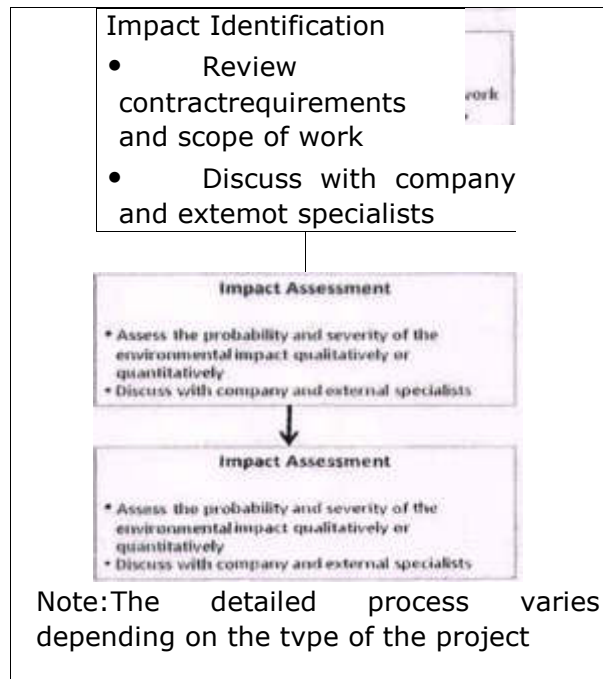 Impact Identification
• Review
contractrequirements
and scope of work
work
• Discuss with company
and extemot specialists
Impact Assessment
• Assess the probability and severity of the
environmental impact qualitatively or
quantitatively
• Discuss with company and external specialists
Impact Assessment
• Assess the probability and severity of the
environmental impact qualitatively or
quantitatively
• Discuss with company and external specialists
Note:The detailed process varies
depending on the tvpe of the project